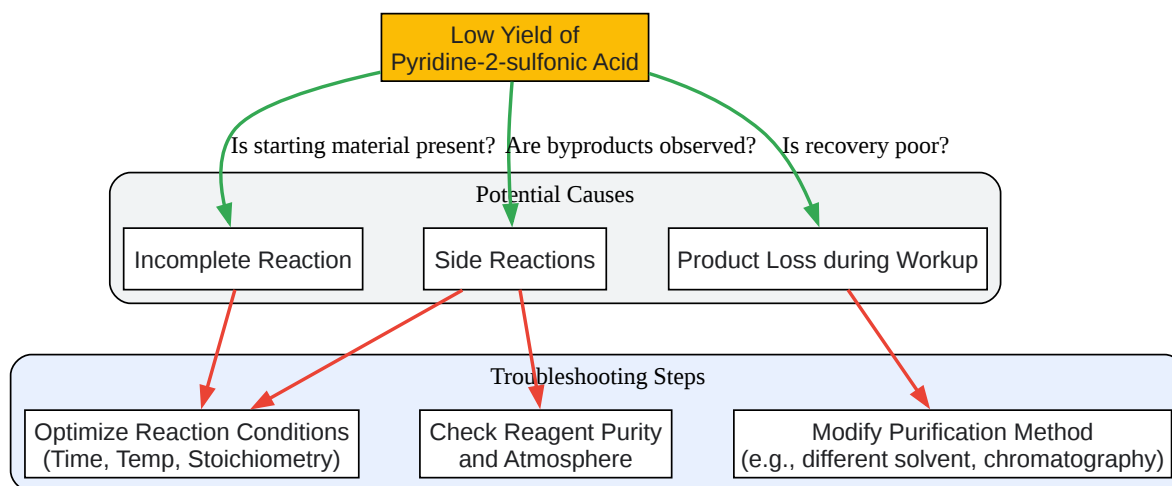 Low Yield of
Pyridine-2-sulfonic Acid
Is starting material present?
Are byproducts observed?
Is recovery poor?
Potential Causes
Incomplete Reaction
Side Reactions
Product Loss during Workup
Troubleshooting Steps
Optimize Reaction Conditions
(Time, Temp, Stoichiometry)
Check Reagent Purity
and Atmosphere
Modify Purification Method
(e.g., different solvent, chromatography)